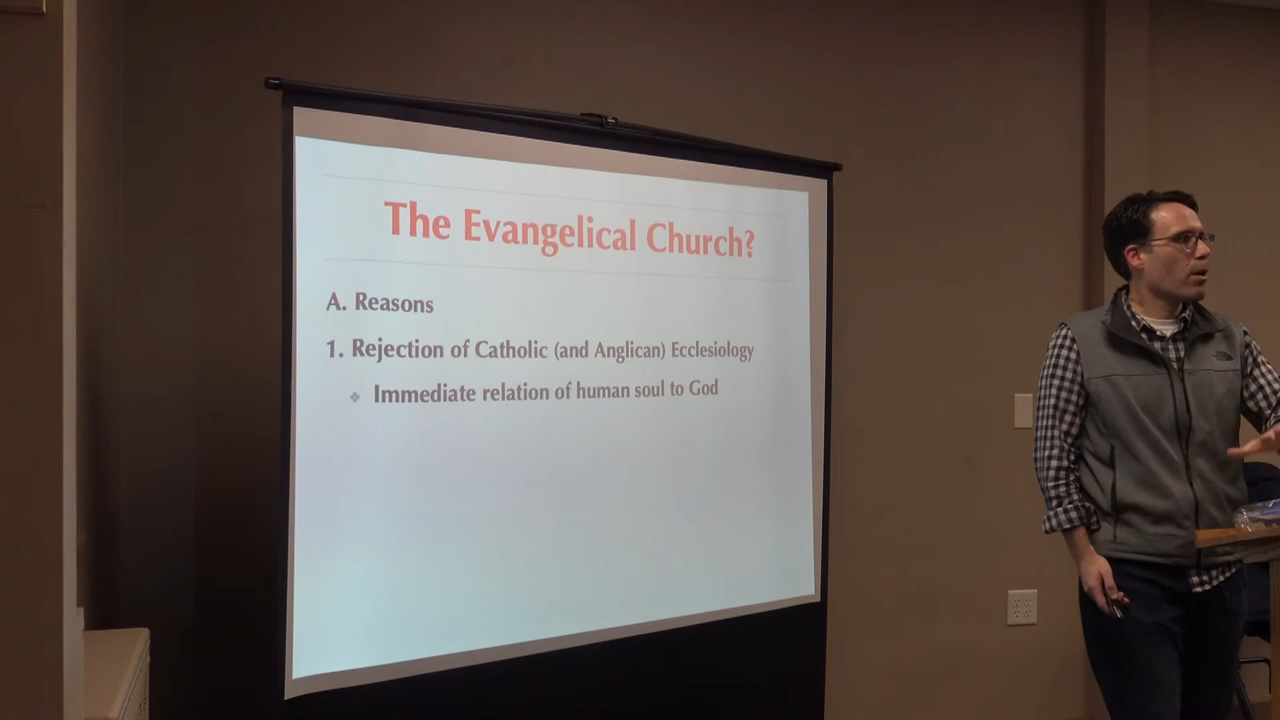 The Evangelical Church?
A. Reasons
1. Rejection of Catholic (and Anglican) Ecclesiology
❖ Immediate relation of human soul to God